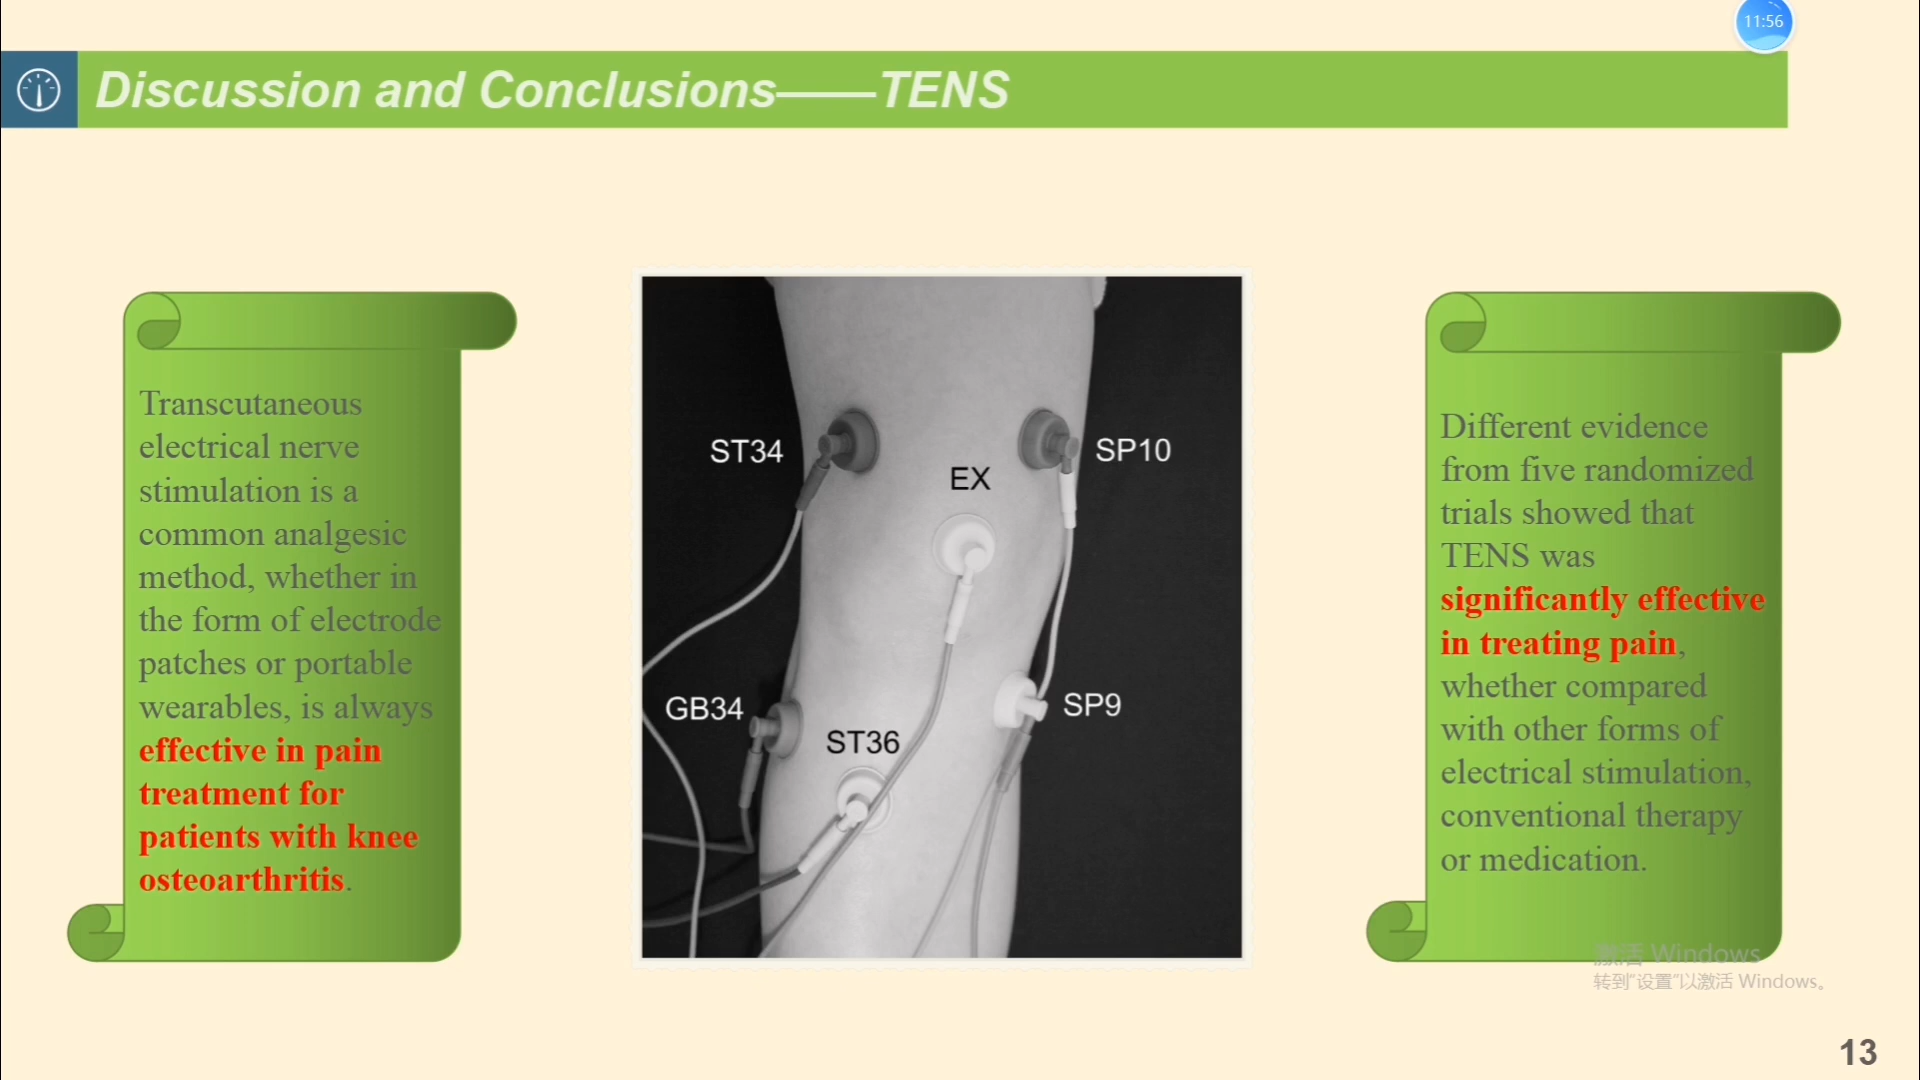 11:56
Discussion and Conclusions——TENS
Transcutaneous
electrical nerve
stimulation is a
common analgesic
method, whether in
the form of electrode
patches or portable
wearables, is always
effective in pain
treatment for
patients with knee
osteoarthritis.
ST34
SP10
EX
GB34
SP9
ST36
Different evidence
from five randomized
trials showed that
TENS was
significantly effective
in treating pain,
whether compared
with other forms of
electrical stimulation,
conventional therapy
or medication.
激活 Windows
转到"设置"以激活 Windows。
13